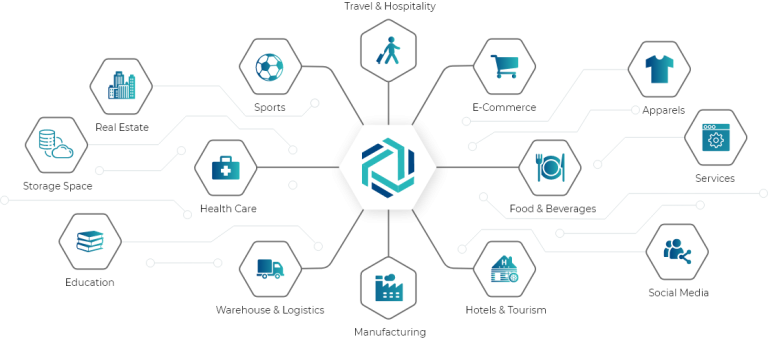 Travel & Hospitality
Sports
E-Commerce
Real Estate
Apparels
Storage Space
Health Care
Food & Beverages
Services
Education
Warehouse & Logistics
Manufacturing
Hotels & Tourism
Social Media